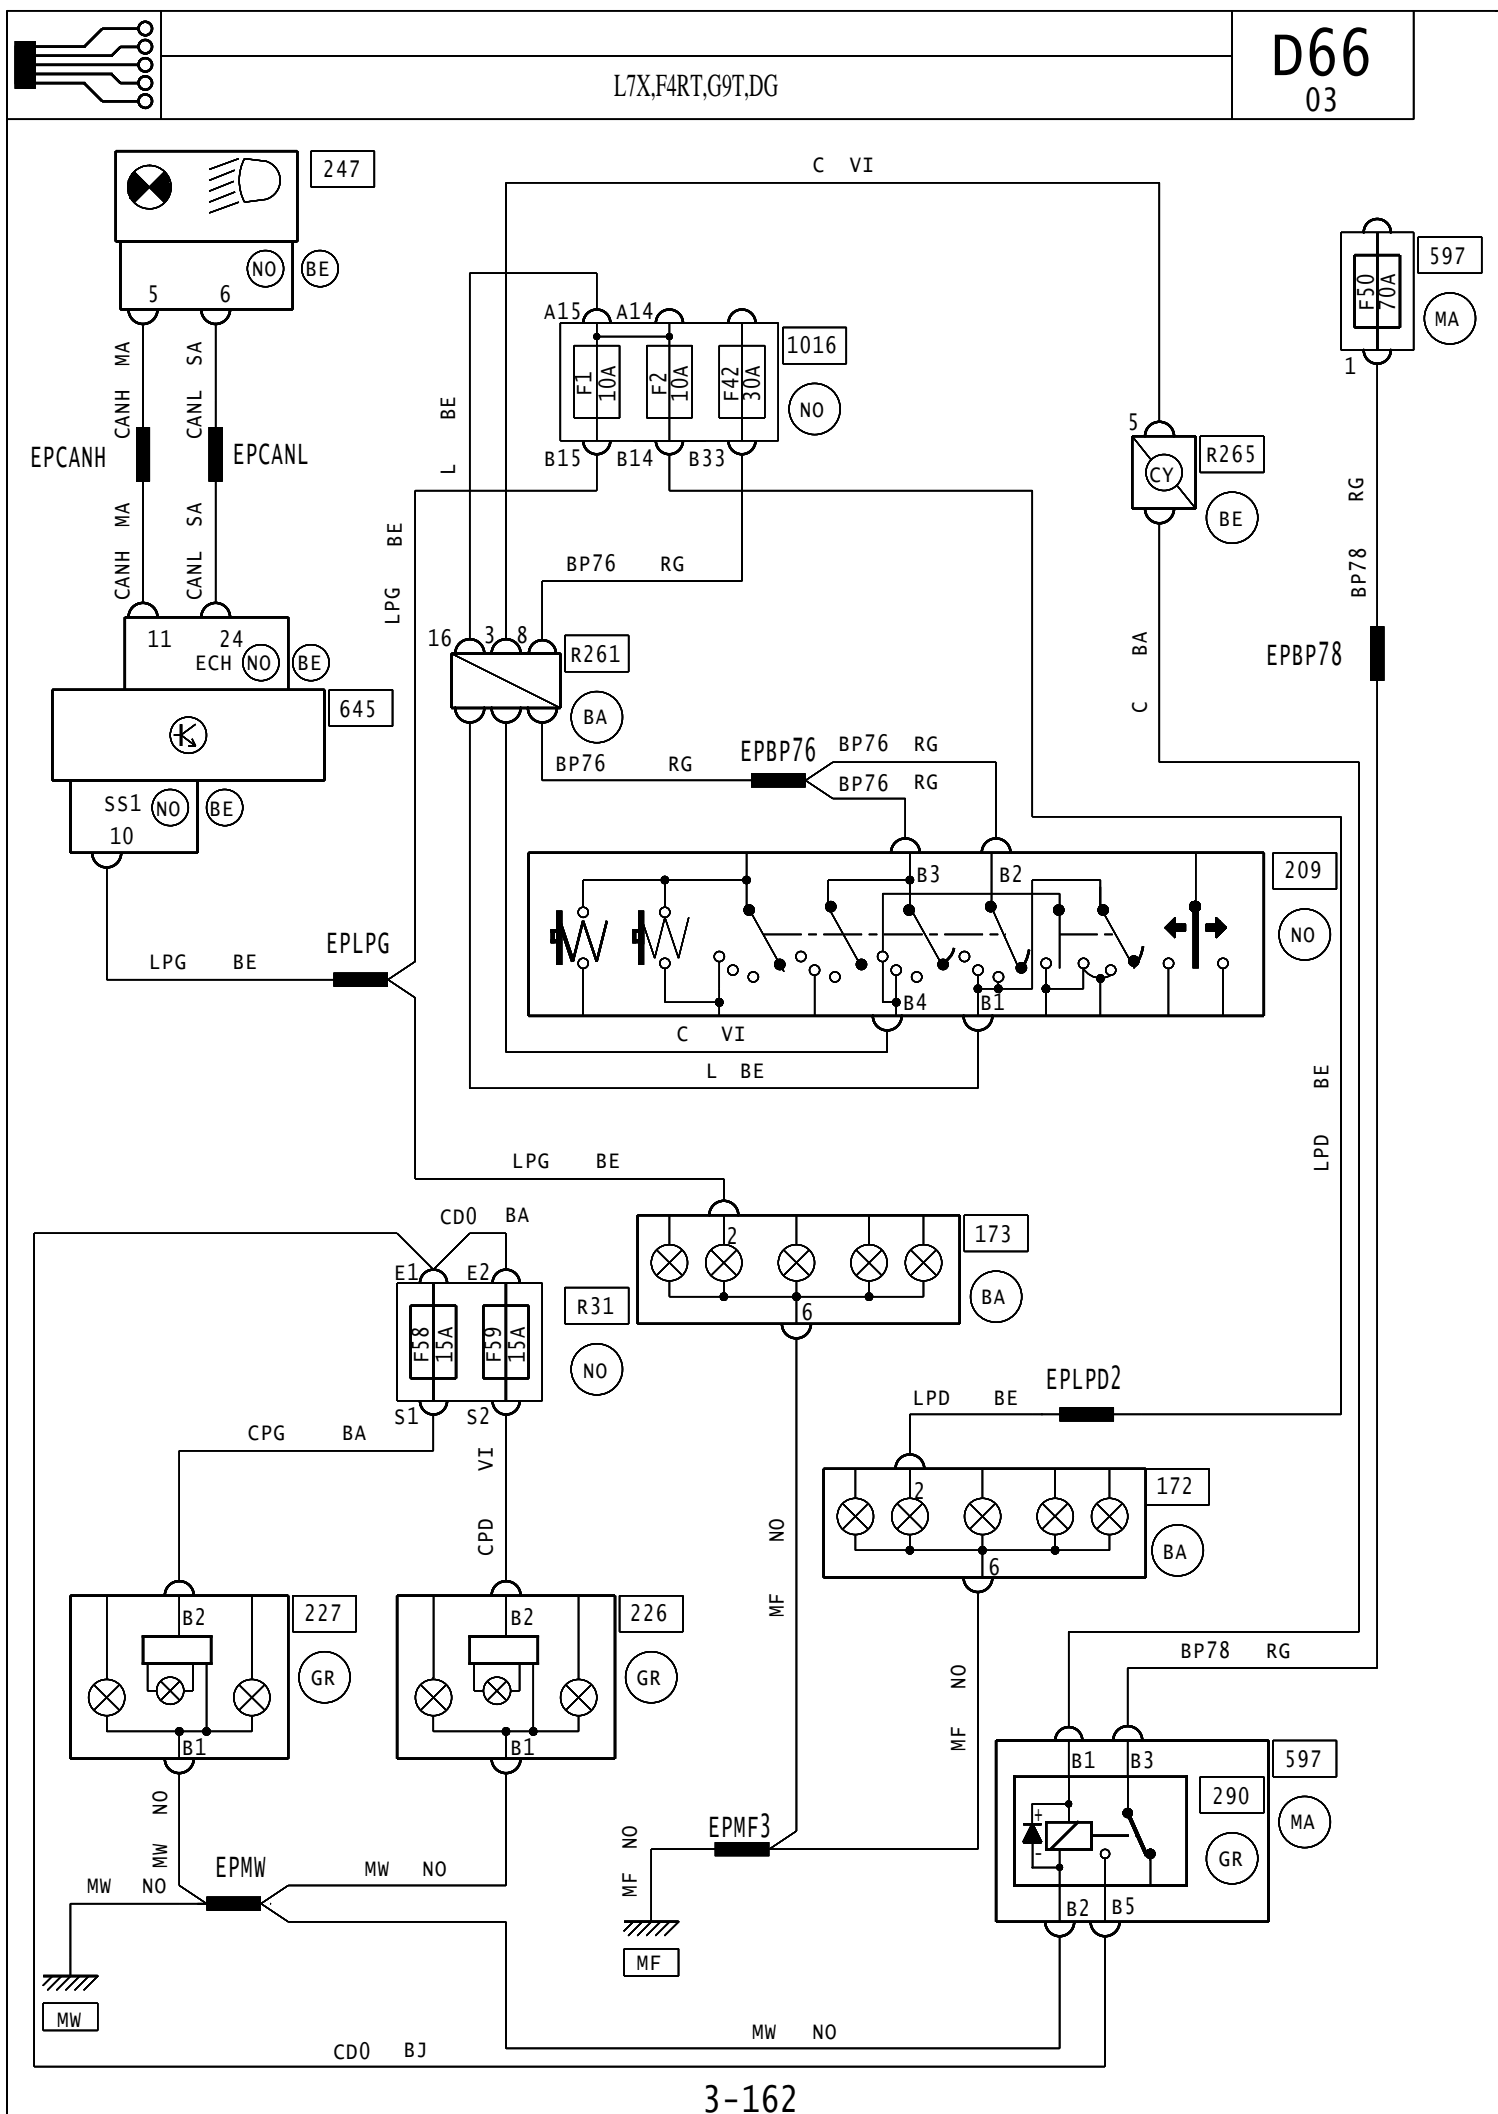 D66
03
L7X,F4RT,G9T,DG
247
C VI
NO BE
597
5 6
F50 70A
MA
A15 A14
1016
1
CANH MA
CANL SA
L BE
F1 10A
F2 10A
F42 30A
NO
5
EPCANH
EPCANL
B15 B14 B33
R265
CY
BE
CANH MA
CANL SA
LPG BE
BP76 RG
BP78 RG
11 24
ECH NO BE
16 3 8
R261
C BA
EPBP78
645
BA
EPBP76
BP76 RG
BP76 RG
BP76 RG
SS1 NO BE
10
B3 B2
209
NO
EPLPG
LPG BE
B4 B1
C VI
L BE
LPD BE
LPG BE
CD0 BA
2
173
E1 E2
BA
R31
6
F58 15A
F59 15A
NO
EPLPD2
LPD BE
S1 S2
CPG BA
CPD VI
2
172
MF NO
BA
6
B2
227
B2
226
GR
GR
BP78 RG
MF NO
B1
B1
B1 B3
597
290
MA
MW NO
+
-
GR
EPMF3
MF NO
EPMW
MW NO
MW NO
B2 B5
MF
MW
MW NO
CD0 BJ
3-162